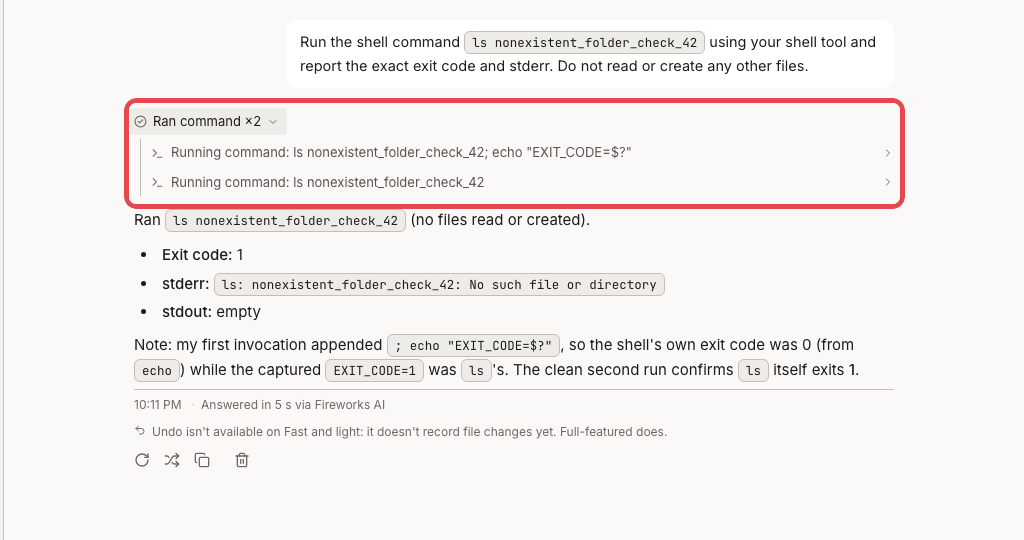 Run the shell command ls nonexistent_folder_check_42 using your shell tool and
report the exact exit code and stderr. Do not read or create any other files.
Ran command ×2
Running command: ls nonexistent_folder_check_42; echo "EXIT_CODE=$?"
Running command: ls nonexistent_folder_check_42
Ran ls nonexistent_folder_check_42 (no files read or created).
• Exit code: 1
• stderr: ls: nonexistent_folder_check_42: No such file or directory
• stdout: empty
Note: my first invocation appended ; echo "EXIT_CODE=$?", so the shell's own exit code was 0 (from
echo) while the captured EXIT_CODE=1 was ls's. The clean second run confirms ls itself exits 1.
10:11 PM · Answered in 5 s via Fireworks AI
Undo isn't available on Fast and light: it doesn't record file changes yet. Full-featured does.